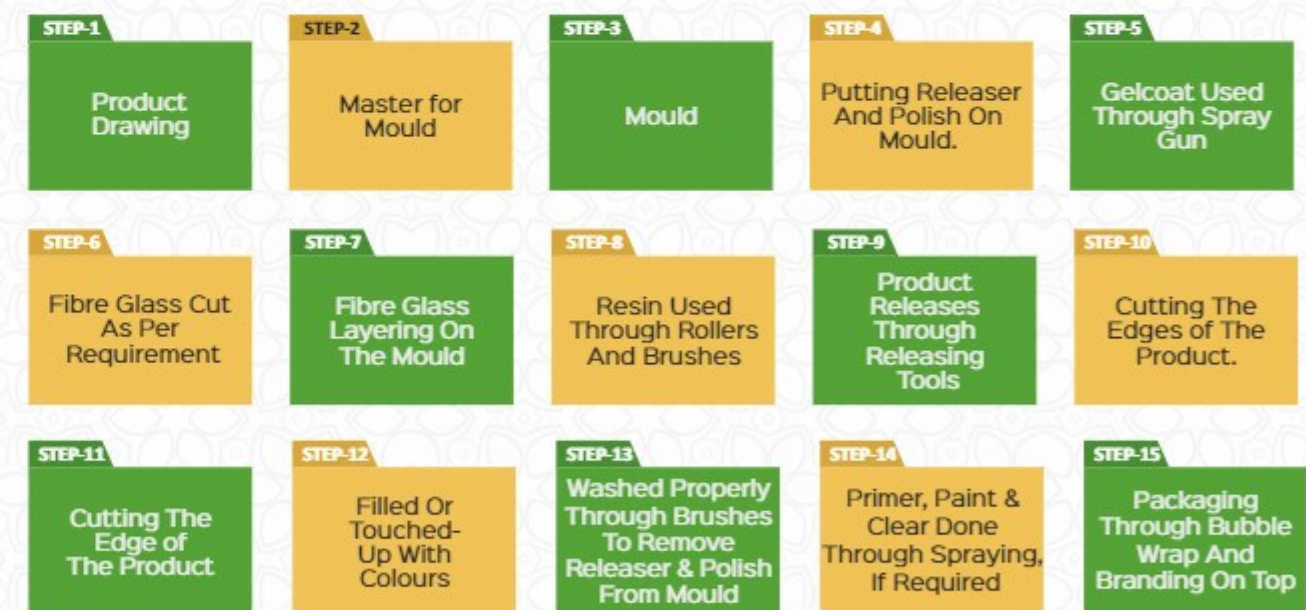 STEP-1
Product
Drawing
STEP-2
Master for
Mould
STEP-3
Mould
STEP-4
Putting Releaser
And Polish On
Mould.
STEP-5
Gelcoat Used
Through Spray
Gun
STEP-6
Fibre Glass Cut
As Per
Requirement
STEP-7
Fibre Glass
Layering On
The Mould
STEP-8
Resin Used
Through Rollers
And Brushes
STEP-9
Product
Releases
Through
Releasing
Tools
STEP-10
Cutting The
Edges of The
Product.
STEP-11
Cutting The
Edge of
The Product
STEP-12
Filled Or
Touched-
Up With
Colours
STEP-13
Washed Properly
Through Brushes
To Remove
Releaser & Polish
From Mould
STEP-14
Primer, Paint &
Clear Done
Through Spraying,
If Required
STEP-15
Packaging
Through Bubble
Wrap And
Branding On Top